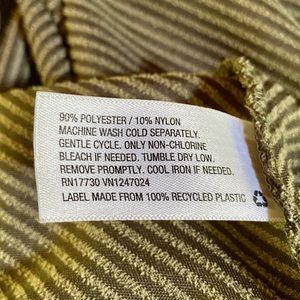 90% POLYESTER / 10% NYLON
MACHINE WASH COLD SEPARATELY.
GENTLE CYCLE. ONLY NON-CHLORINE
BLEACH IF NEEDED. TUMBLE DRY LOW.
REMOVE PROMPTLY. COOL IRON IF NEEDED.
RN17730 VN1247024
LABEL MADE FROM 100% RECYCLED PLASTIC